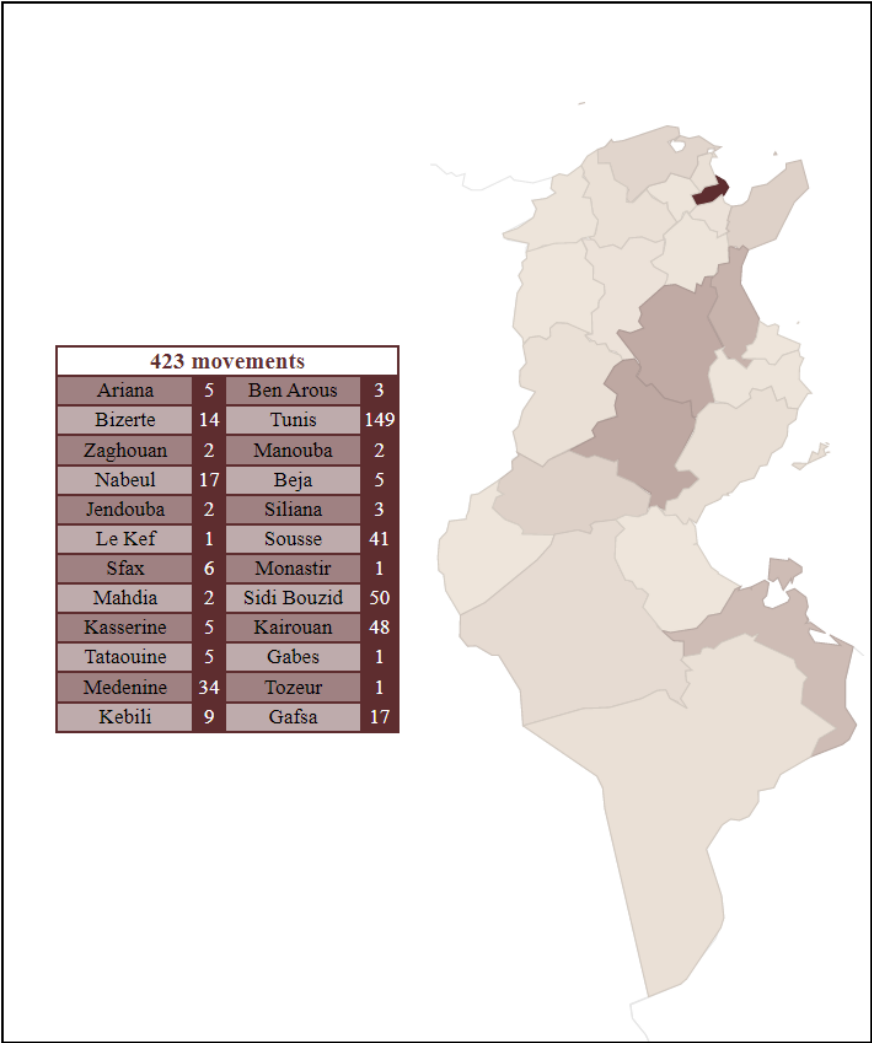 423 movements
Ariana 5 Ben Arous 3
Bizerte 14 Tunis 149
Zaghouan 2 Manouba 2
Nabeul 17 Beja 5
Jendouba 2 Siliana 3
Le Kef 1 Sousse 41
Sfax 6 Monastir 1
Mahdia 2 Sidi Bouzid 50
Kasserine 5 Kairouan 48
Tataouine 5 Gabes 1
Medenine 34 Tozeur 1
Kebili 9 Gafsa 17